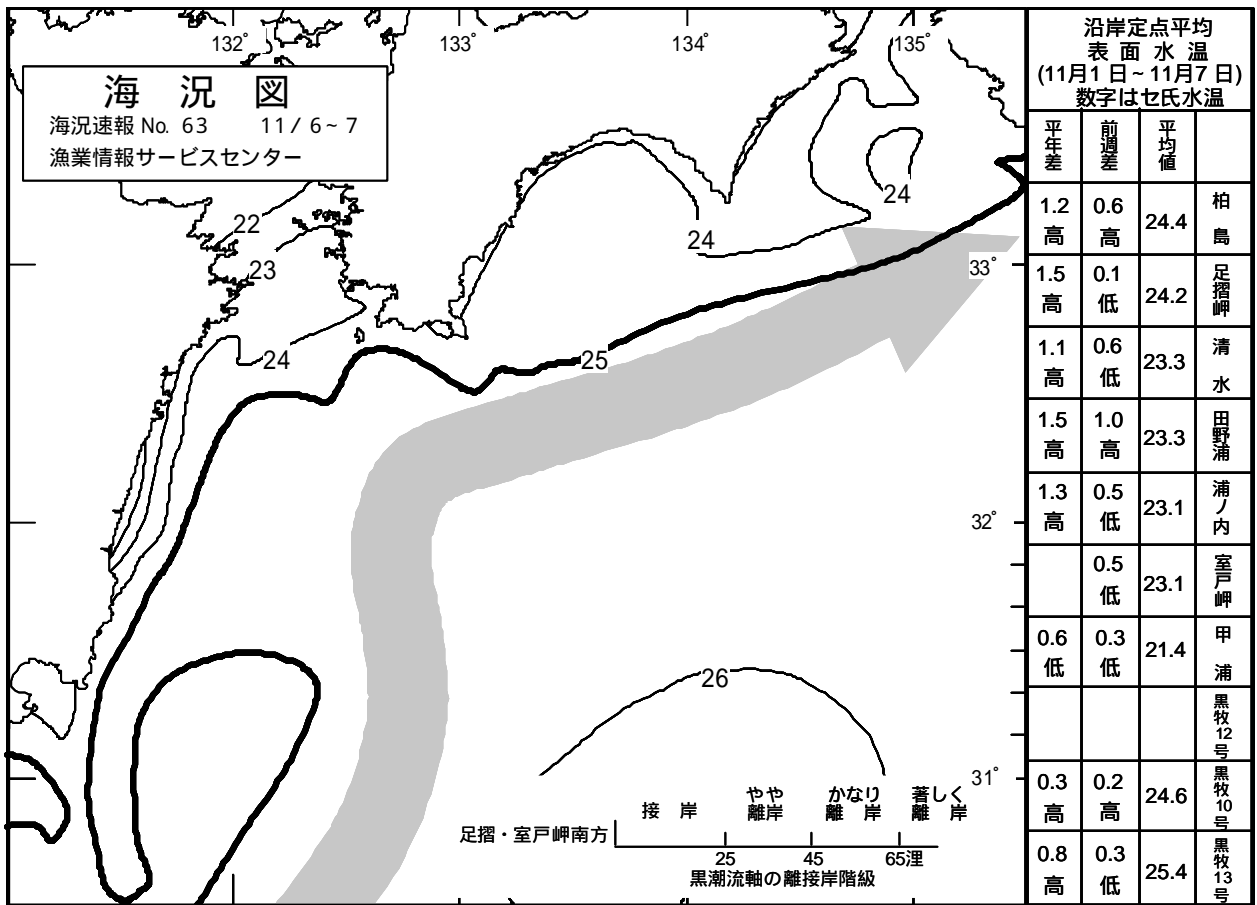 132°
133°
134°
135°
海 況 図
海況速報 No. 63 11/ 6~ 7
漁業情報サービスセンター
22
23
24
24
24
25
26
33°
32°
31°
接 岸
やや
離岸
かなり
離 岸
著しく
離 岸
足摺・室戸岬南方
25
45
65浬
黒潮流軸の離接岸階級
沿岸定点平均
表 面 水 温
(11月1 日~ 11月7 日)
数字はセ氏水温
平年差 前週差 平均値
1.2高 0.6高 24.4 柏島
1.5高 0.1低 24.2 足摺岬
1.1高 0.6低 23.3 清水
1.5高 1.0高 23.3 田野浦
1.3高 0.5低 23.1 浦ノ内
0.5低 23.1 室戸岬
0.6低 0.3低 21.4 甲浦
黒牧12号
0.3高 0.2高 24.6 黒牧10号
0.8高 0.3低 25.4 黒牧13号